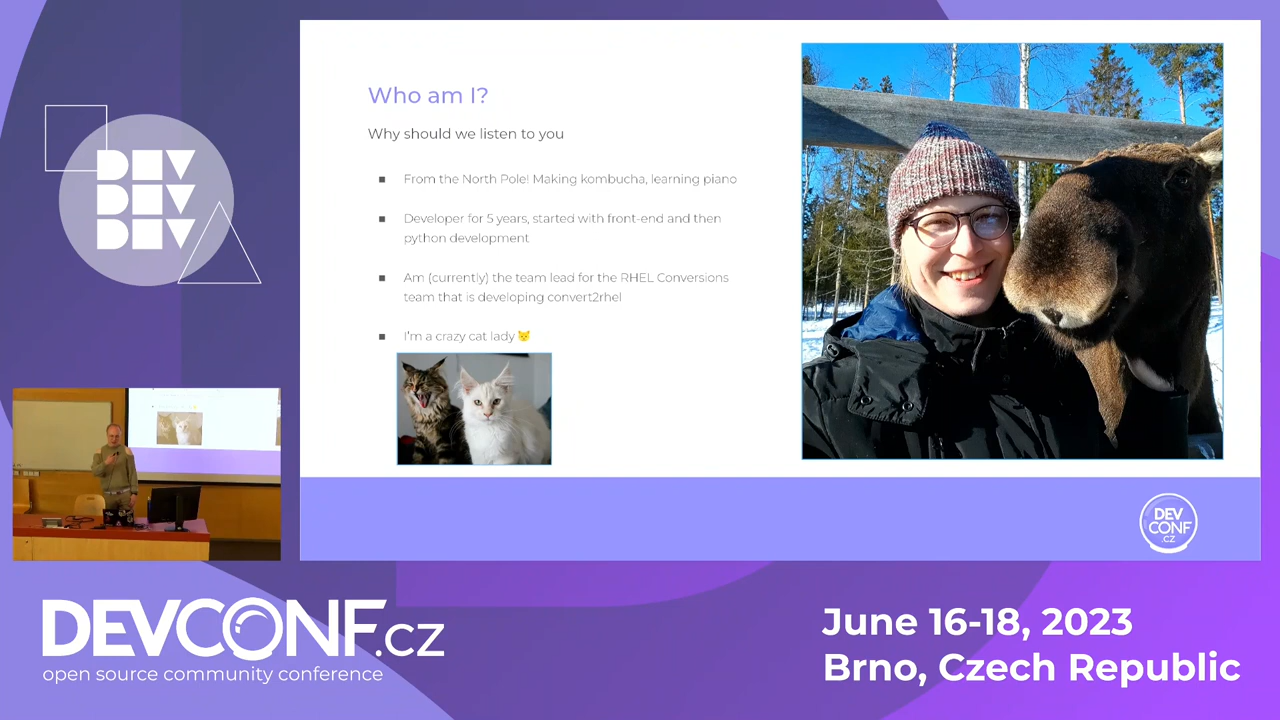 DEV
DEV
DEV
Who am I?
Why should we listen to you
From the North Pole! Making kombucha, learning piano
Developer for 5 years, started with front-end and then
python development
Am (currently) the team lead for the RHEL Conversions
team that is developing convert2rhel
I'm a crazy cat lady 😼
DEV
CONF
.CZ
DEVCONF.cz
open source community conference
June 16-18, 2023
Brno, Czech Republic